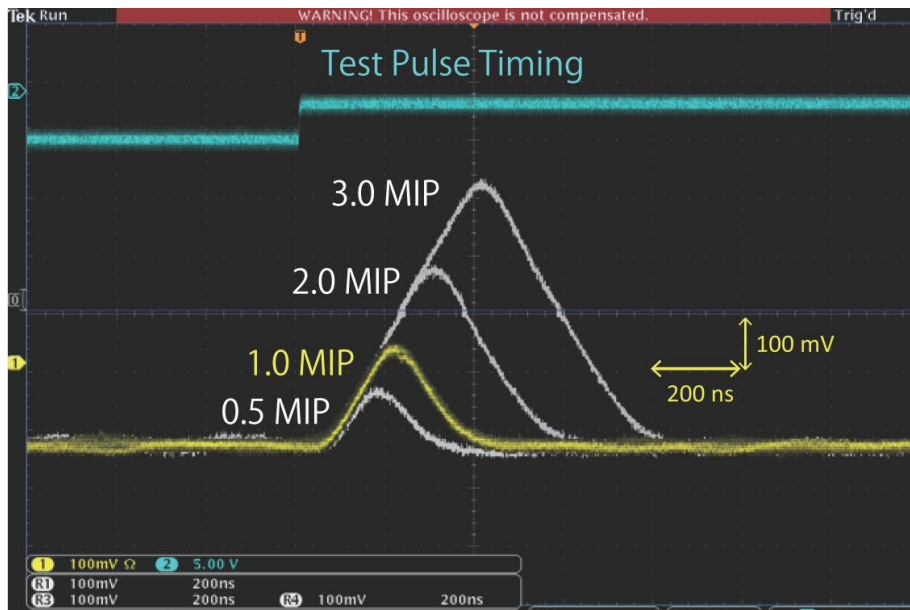 Tek Run WARNING! This oscilloscope is not compensated. Trig'd
T
Test Pulse Timing
2
3.0 MIP
2.0 MIP
0
100 mV
1
1.0 MIP
200 ns
0.5 MIP
1 100mV Ω 2 5.00 V
R1 100mV 200ns
R3 100mV 200ns R4 100mV 200ns